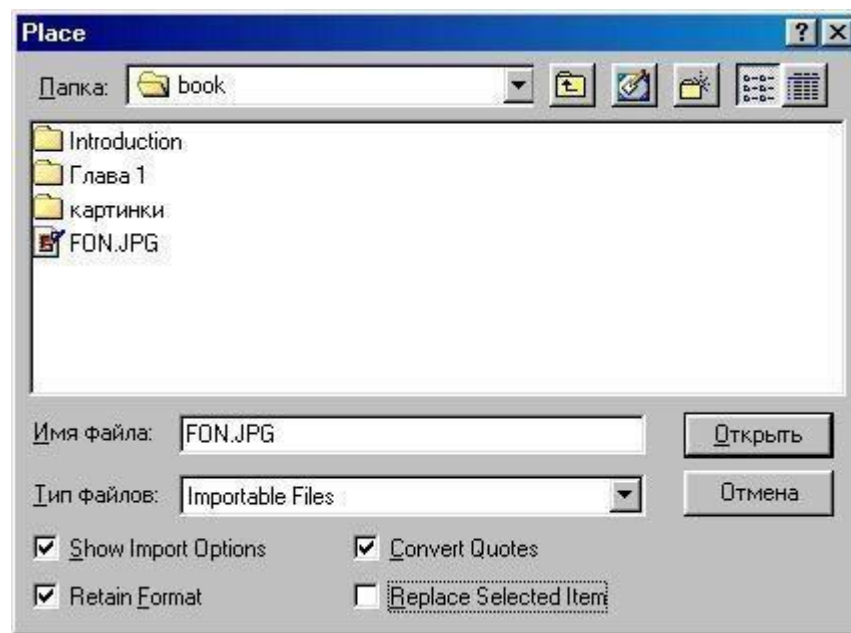 Place
Папка: book
Introduction
Глава 1
картинки
FON.JPG
Имя файла: FON.JPG Открыть
Тип файлов: Importable Files Отмена
Show Import Options Convert Quotes
Retain Format Replace Selected Item